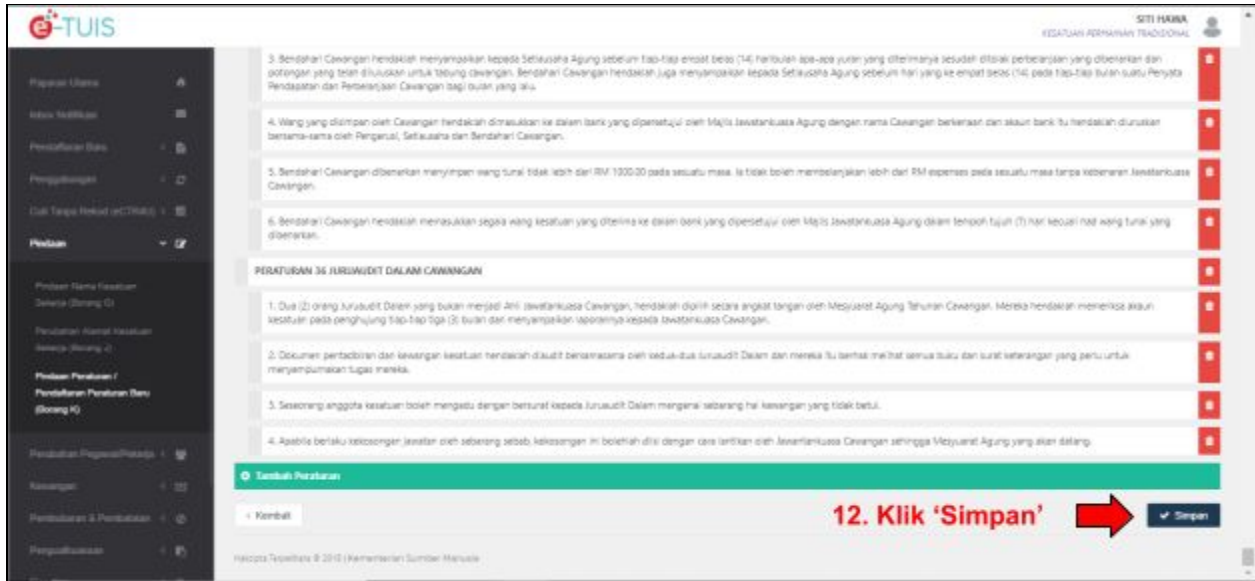 e-TUIS
SITI HAWA
KESATUAN PERMAINAN TRADISIONAL
Paparan Utama
Inbox Notifikasi
Pendaftaran Baru
Penggabungan
Cuti Tanpa Rekod (eCTR4U)
Pindaan
Pindaan Nama Kesatuan
Sekerja (Borang G)
Perubahan Alamat Kesatuan
Sekerja (Borang J)
Pindaan Peraturan /
Pendaftaran Peraturan Baru
(Borang K)
Perubahan Pegawai/Pekerja
Kewangan
Pembubaran & Pembatalan
Penguatkuasaan
3. Bendahari Cawangan hendaklah menyampaikan kepada Setiausaha Agung sebelum tiap-tiap empat belas (14) haribulan apa-apa yuran yang diterimanya sesudah ditolak perbelanjaan yang dibenarkan dan
potongan yang telah diluluskan untuk tabung cawangan. Bendahari Cawangan hendaklah juga menyampaikan kepada Setiausaha Agung sebelum hari yang ke empat belas (14) pada tiap-tiap bulan suatu Penyata
Pendapatan dan Perbelanjaan Cawangan bagi bulan yang lalu.
4. Wang yang disimpan oleh Cawangan hendaklah dimasukkan ke dalam bank yang dipersetujui oleh Majlis Jawatankuasa Agung dengan nama Cawangan berkenaan dan akaun bank itu hendaklah diuruskan
bersama-sama oleh Pengerusi, Setiausaha dan Bendahari Cawangan.
5. Bendahari Cawangan dibenarkan menyimpan wang tunai tidak lebih dari RM 1000.00 pada sesuatu masa. Ia tidak boleh membelanjakan lebih dari RM expenses pada sesuatu masa tanpa kebenaran Jawatankuasa
Cawangan.
6. Bendahari Cawangan hendaklah memasukkan segala wang kesatuan yang diterima ke dalam bank yang dipersetujui oleh Majlis Jawatankuasa Agung dalam tempoh tujuh (7) hari kecuali had wang tunai yang
dibenarkan.
PERATURAN 36 JURUAUDIT DALAM CAWANGAN
1. Dua (2) orang Juruaudit Dalam yang bukan menjadi Ahli Jawatankuasa Cawangan, hendaklah dipilih secara angkat tangan oleh Mesyuarat Agung Tahunan Cawangan. Mereka hendaklah memeriksa akaun
kesatuan pada penghujung tiap-tiap tiga (3) bulan dan menyampaikan laporannya kepada Jawatankuasa Cawangan.
2. Dokumen pentadbiran dan kewangan kesatuan hendaklah diaudit bersamasama oleh kedua-dua Juruaudit Dalam dan mereka itu berhak melihat semua buku dan surat keterangan yang perlu untuk
menyempurnakan tugas mereka.
3. Seseorang anggota kesatuan boleh mengadu dengan bersurat kepada Juruaudit Dalam mengenai sebarang hal kewangan yang tidak betul.
4. Apabila berlaku kekosongan jawatan oleh sebarang sebab, kekosongan ini bolehlah diisi dengan cara lantikan oleh Jawantankuasa Cawangan sehingga Mesyuarat Agung yang akan datang.
Tambah Peraturan
Kembali
12. Klik ‘Simpan’
Simpan
Hakcipta Terpelihara © 2018 | Kementerian Sumber Manusia